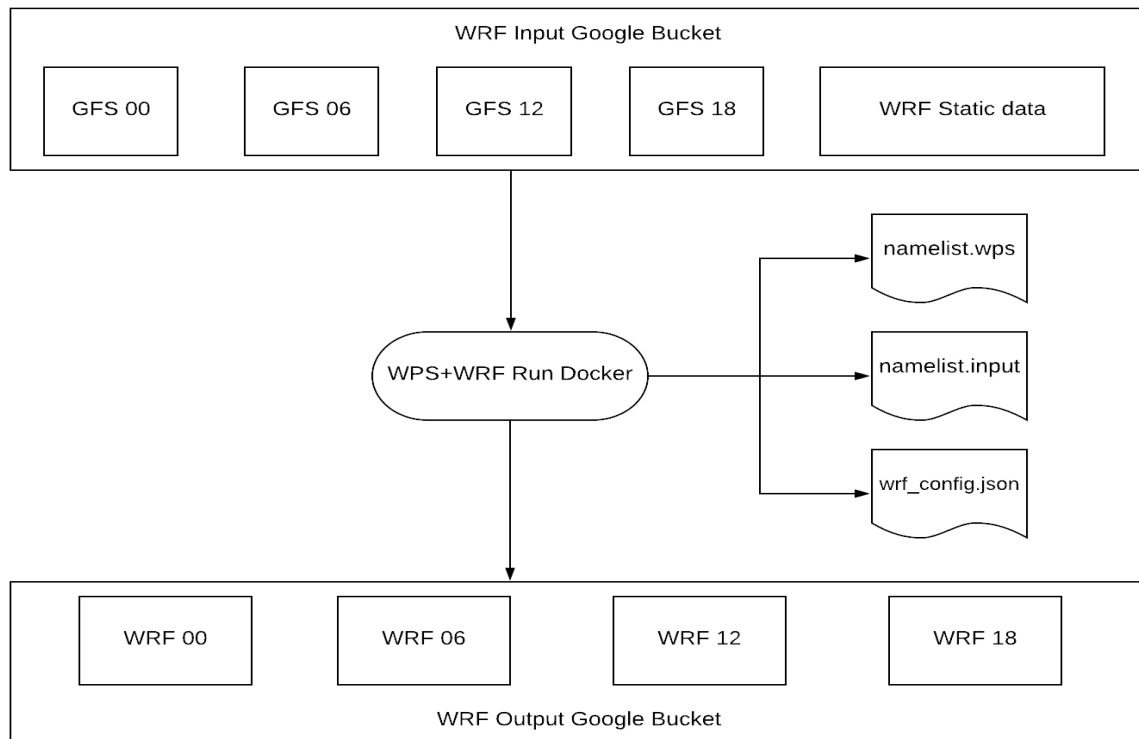 WRF Input Google Bucket
GFS 00
GFS 06
GFS 12
GFS 18
WRF Static data
namelist.wps
WPS+WRF Run Docker
namelist.input
wrf_config.json
WRF 00
WRF 06
WRF 12
WRF 18
WRF Output Google Bucket